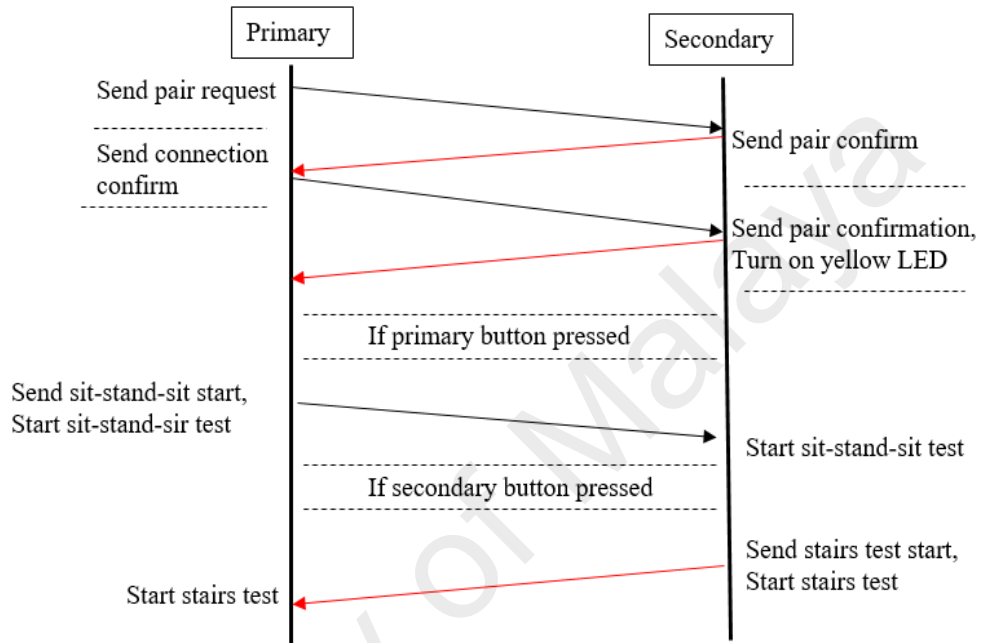 Primary
Secondary
Send pair request
Send pair confirm
Send connection
confirm
Send pair confirmation,
Turn on yellow LED
If primary button pressed
Send sit-stand-sit start,
Start sit-stand-sir test
Start sit-stand-sit test
If secondary button pressed
Send stairs test start,
Start stairs test
Start stairs test
of Malaya